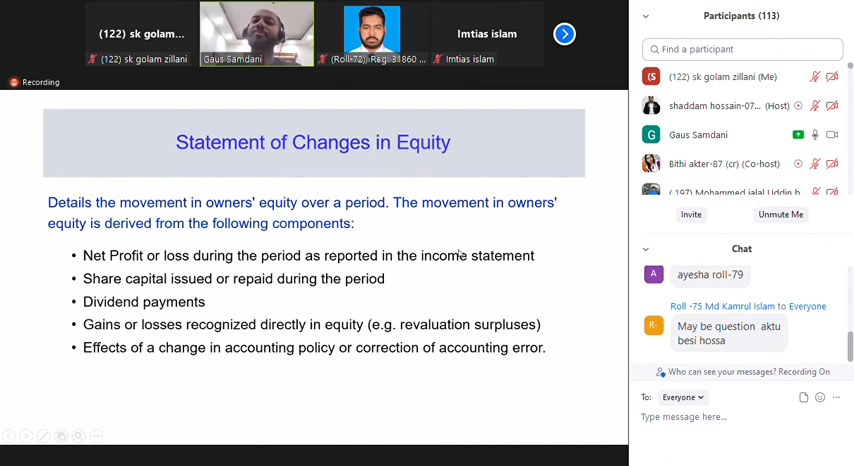 (122) sk golam...
Imtias islam
(122) sk golam zillani
Gaus Samdani
(Roll-72), Reg: 31860 ...
Imtias islam
Recording
Statement of Changes in Equity
Details the movement in owners' equity over a period. The movement in owners'
equity is derived from the following components:
• Net Profit or loss during the period as reported in the income statement
• Share capital issued or repaid during the period
• Dividend payments
• Gains or losses recognized directly in equity (e.g. revaluation surpluses)
• Effects of a change in accounting policy or correction of accounting error.
Participants (113)
Find a participant
(S
(122) sk golam zillani (Me)
shaddam hossain-07... (Host)
G
Gaus Samdani
Bithi akter-87 (cr) (Co-host)
( 197) Mohammed jalal Uddin b
Invite
Unmute Me
Chat
A
ayesha roll-79
Roll -75 Md Kamrul Islam to Everyone
R-
May be question aktu
besi hossa
Who can see your messages? Recording On
To:
Everyone
Type message here...